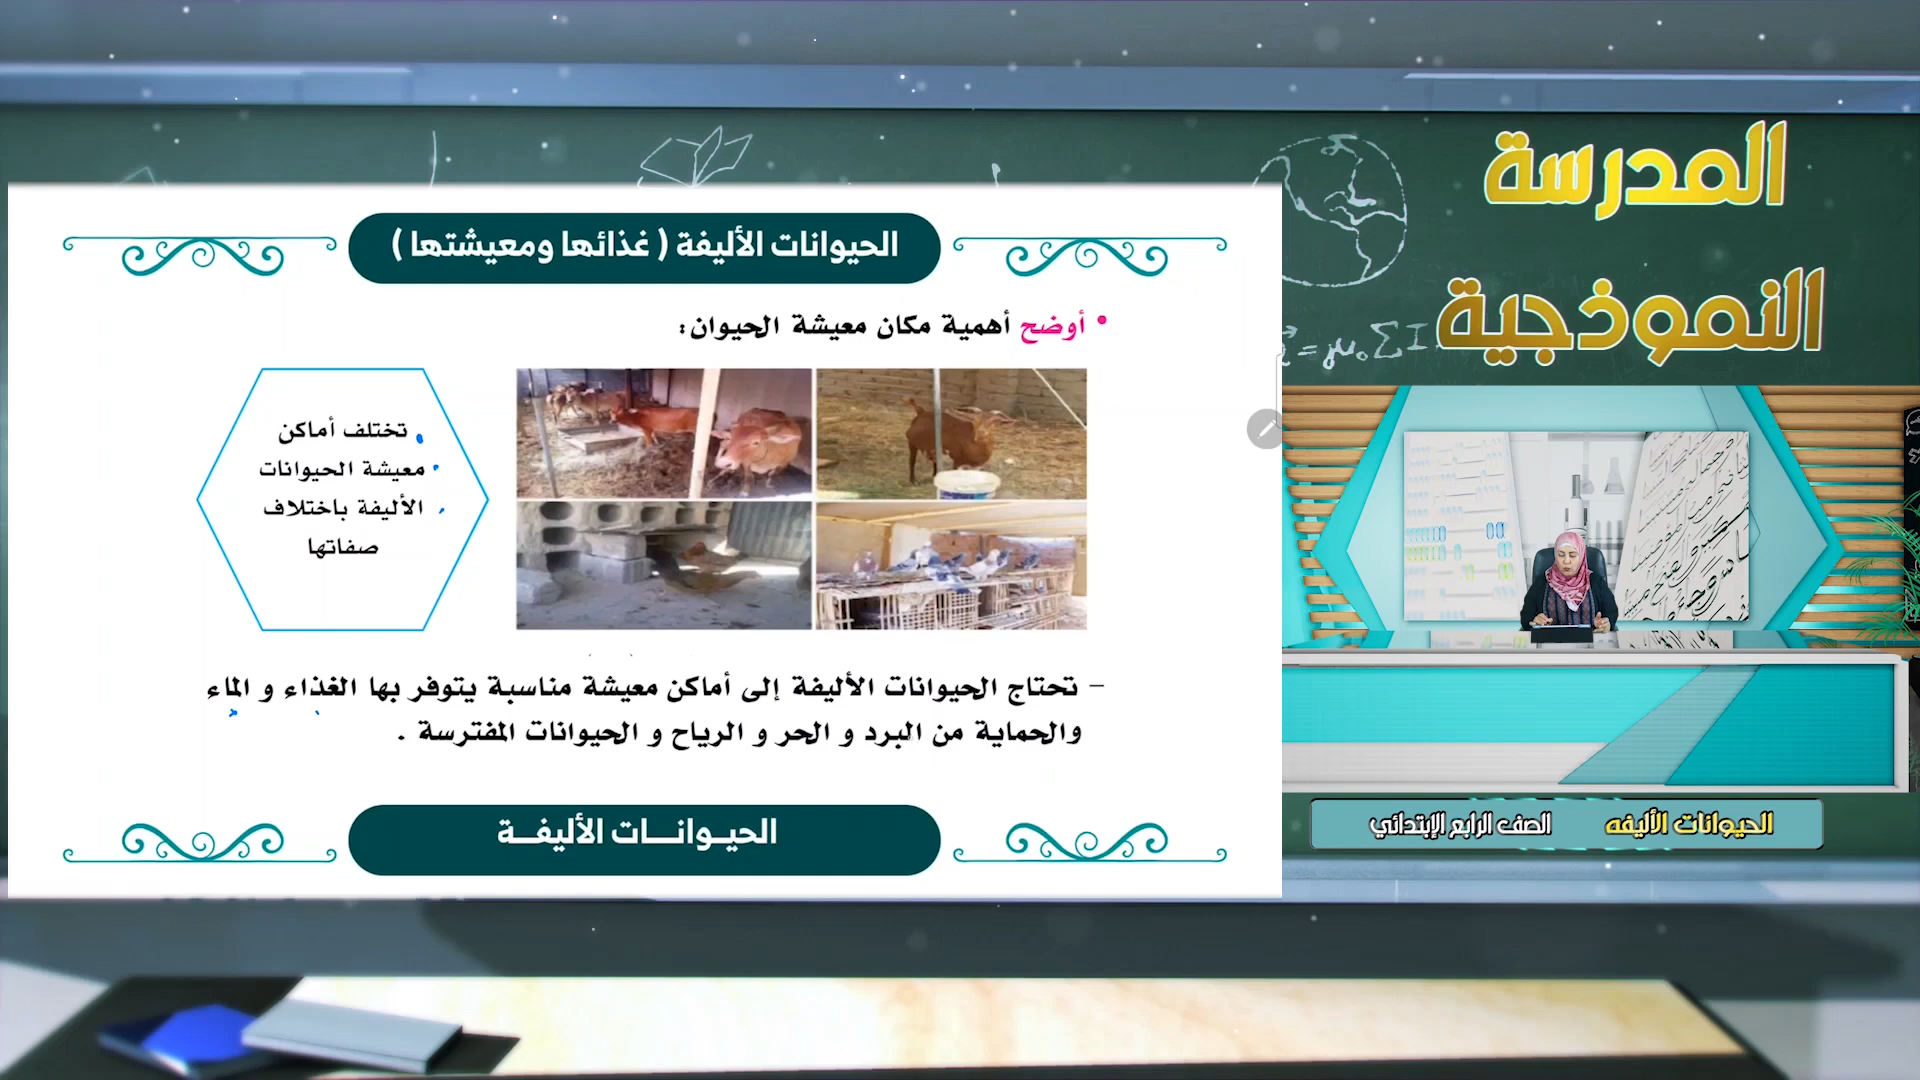 المدرسة
النموذجية
الحيوانات الأليفة ( غذائها ومعيشتها )
• أوضح أهمية مكان معيشة الحيوان:
تختلف أماكن
معيشة الحيوانات
الأليفة باختلاف
صفاتها
– تحتاج الحيوانات الأليفة إلى أماكن معيشة مناسبة يتوفر بها الغذاء و الماء
والحماية من البرد و الحر و الرياح و الحيوانات المفترسة .
الحيـوانــات الأليفــة
الحيوانات الأليفه
الصف الرابع الإبتدائي